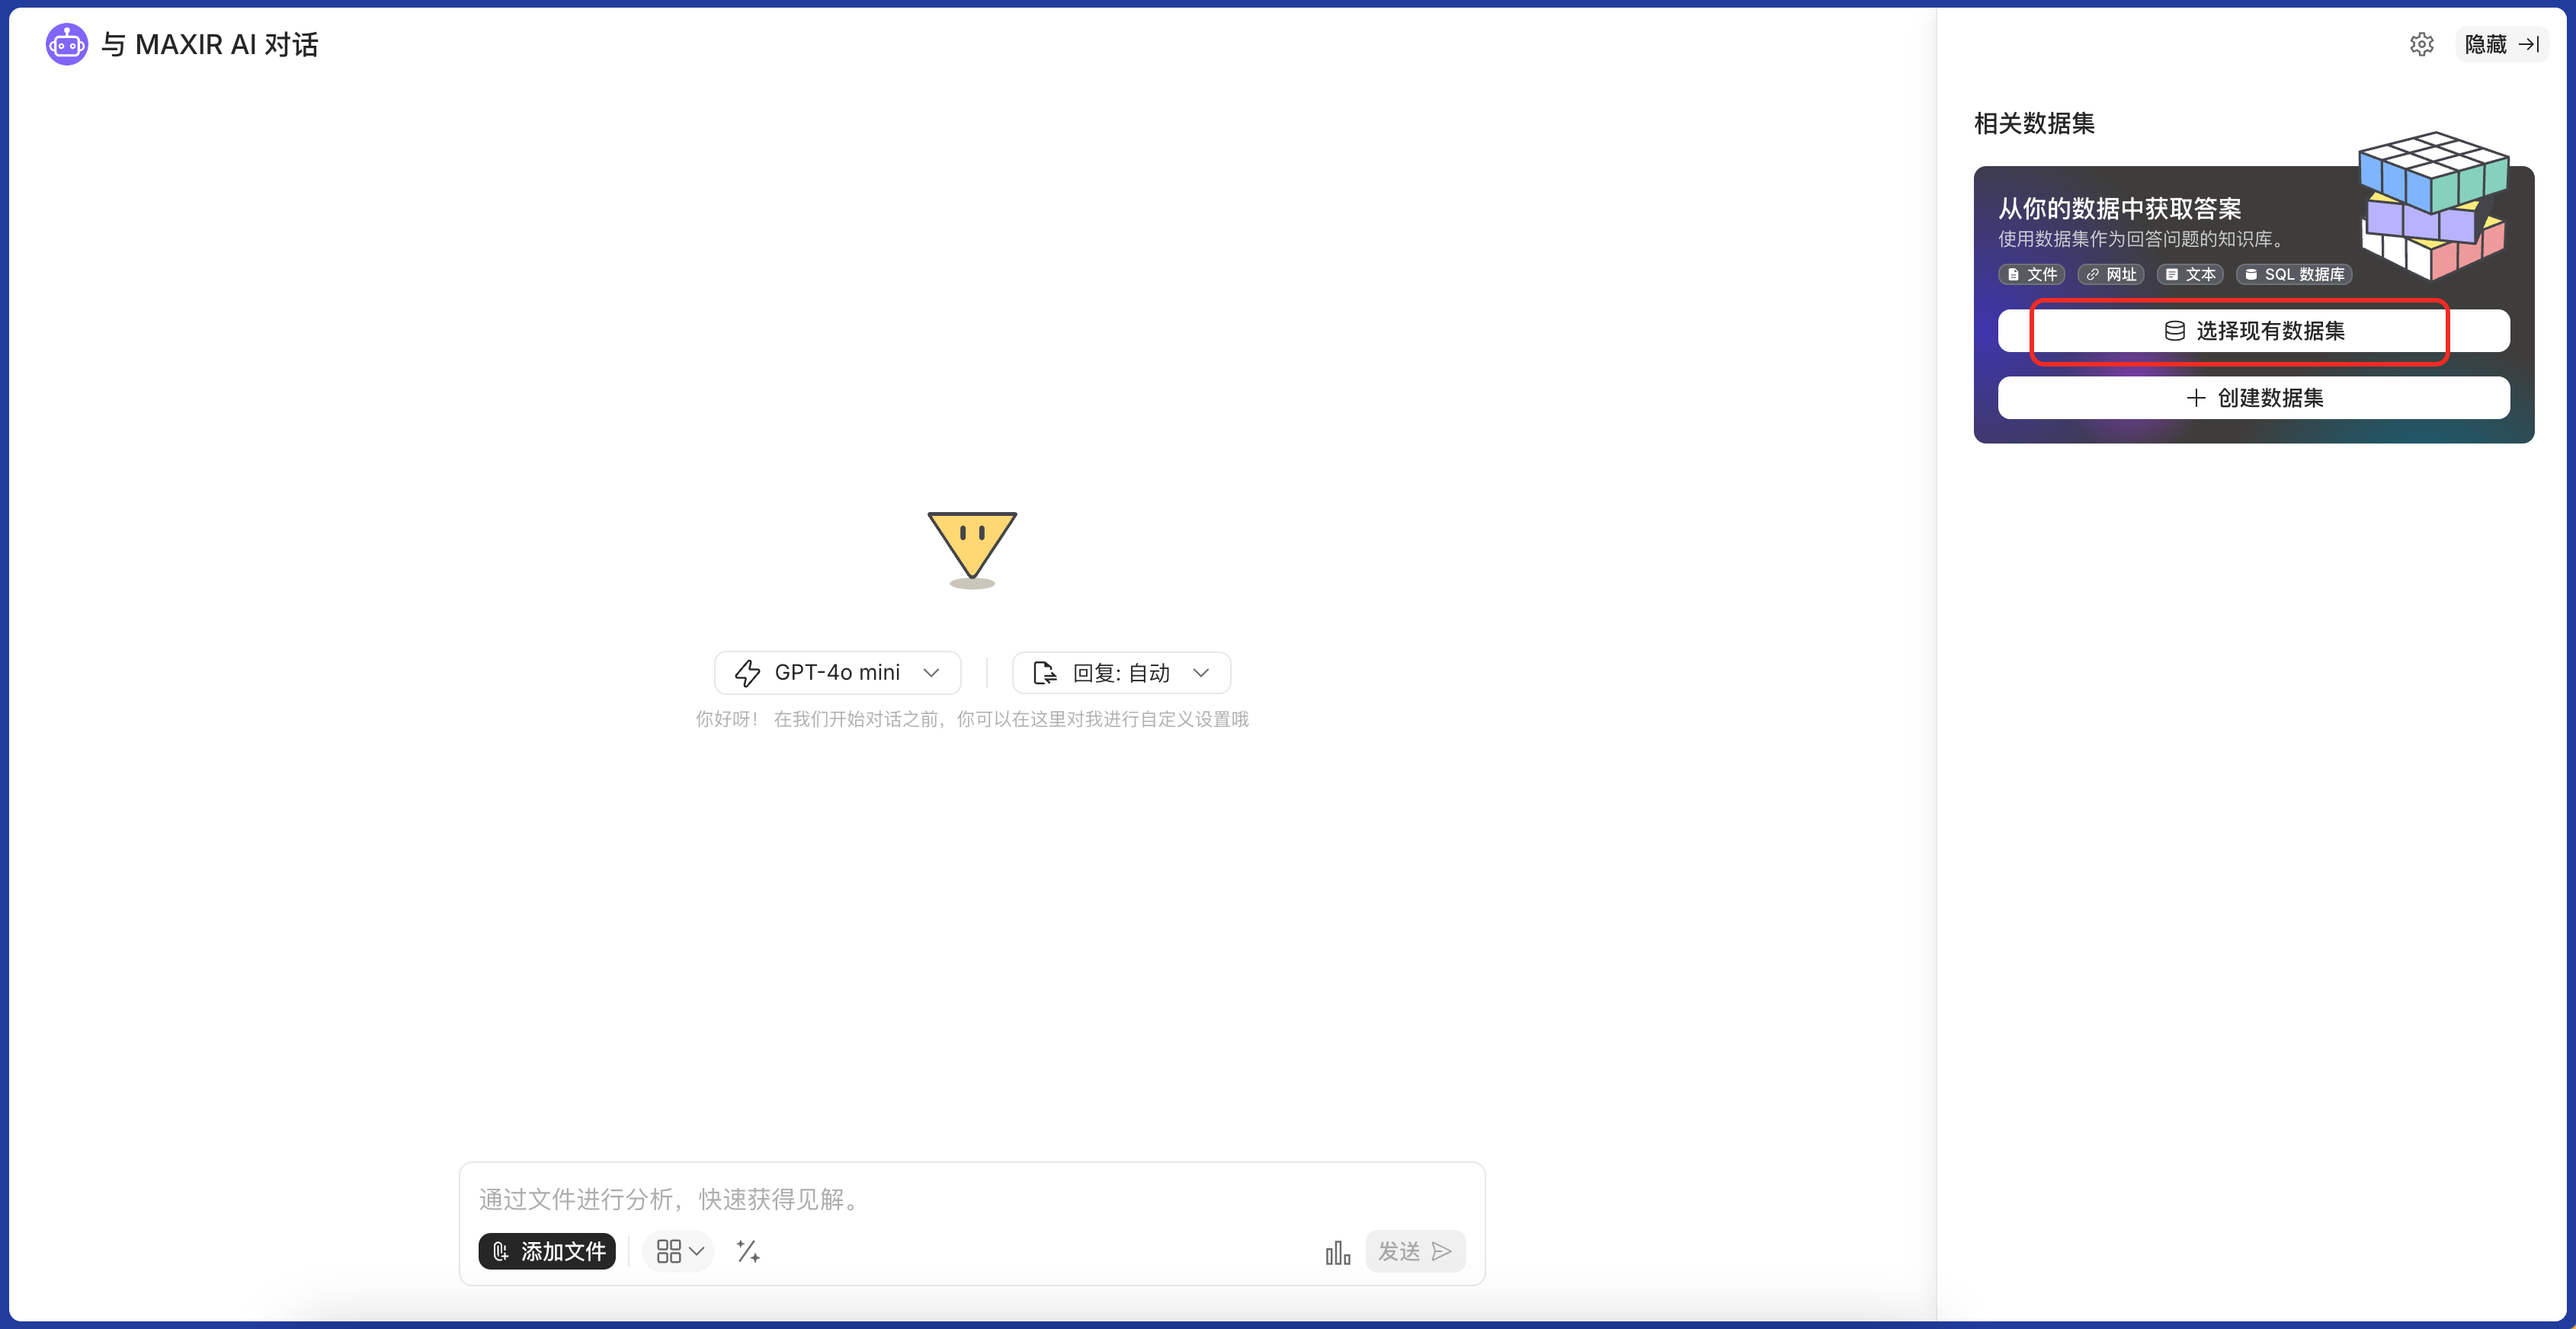 与 MAXIR AI 对话
隐藏
相关数据集
从你的数据中获取答案
使用数据集作为回答问题的知识库。
文件 网址 文本 SQL 数据库
选择现有数据集
创建数据集
GPT-4o mini
回复: 自动
你好呀！ 在我们开始对话之前，你可以在这里对我进行自定义设置哦
通过文件进行分析，快速获得见解。
添加文件
发送